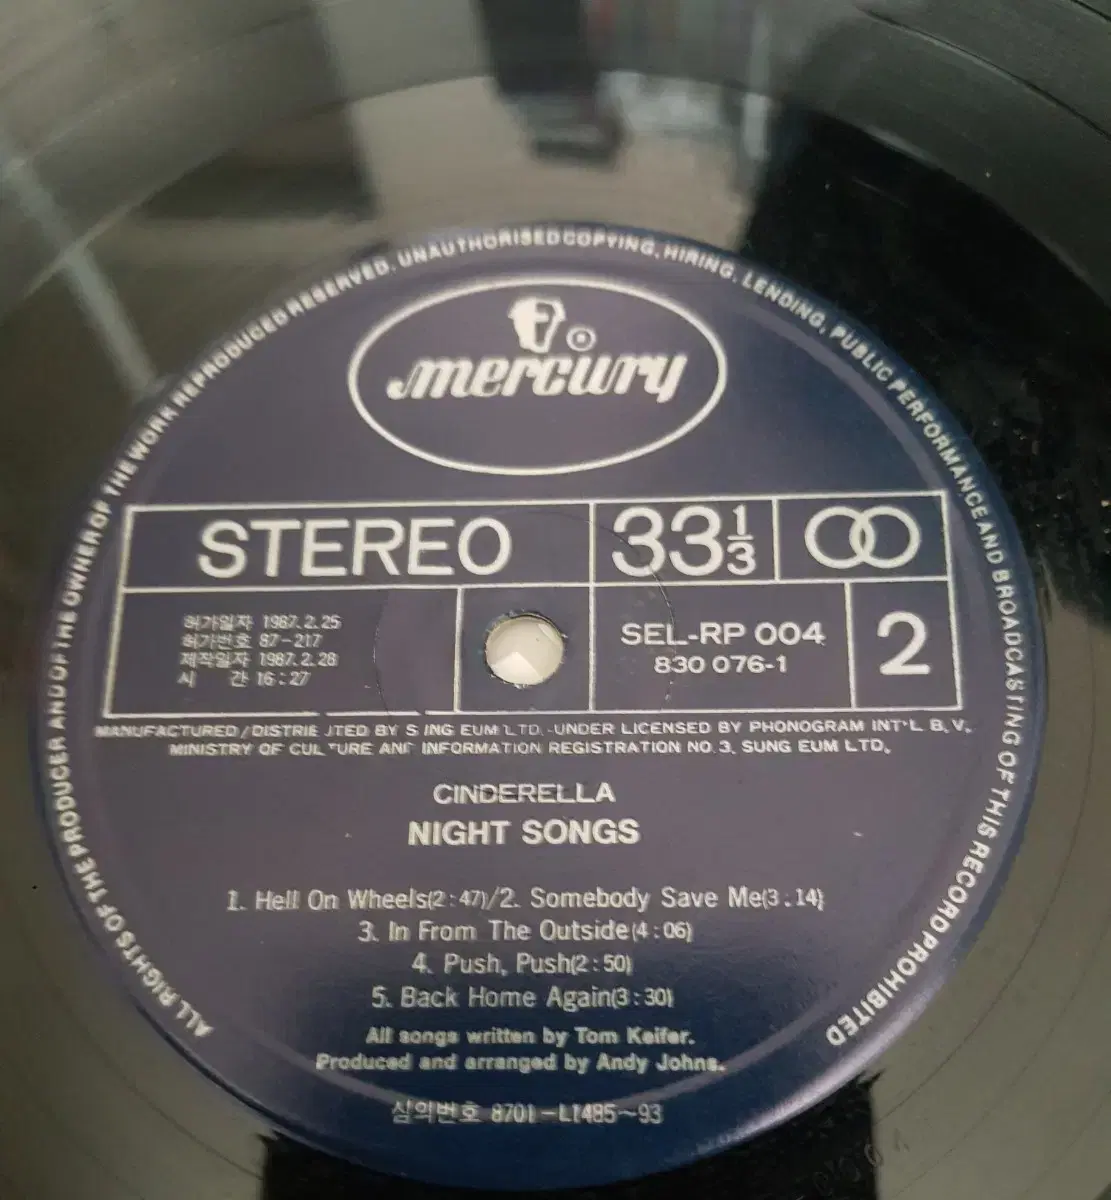 ALL RIGHTS OF THE PRODUCER AND OF THE OWNER OF THE WORK REPRODUCED RESERVED. UNAUTHORISED COPYING, HIRING, LENDING, PUBLIC PERFORMANCE AND BROADCASTING OF THIS RECORD PROHIBITED
mercury
STEREO
33 1/3
허가일자 1987.2.25
허가번호 87-217
제작일자 1987.2.28
시 간 16:27
SEL-RP 004
830 076-1
2
MANUFACTURED/DISTRIB UTED BY S ING EUM LTD.-UNDER LICENSED BY PHONOGRAM INT'L B.V.
MINISTRY OF CULTURE AND INFORMATION REGISTRATION NO.3, SUNG EUM LTD.
CINDERELLA
NIGHT SONGS
1. Hell On Wheels(2:47)/2. Somebody Save Me(3.14)
3. In From The Outside(4:06)
4. Push, Push(2:50)
5. Back Home Again(3:30)
All songs written by Tom Keifer.
Produced and arranged by Andy Johns.
심의번호 8701-L1485~93